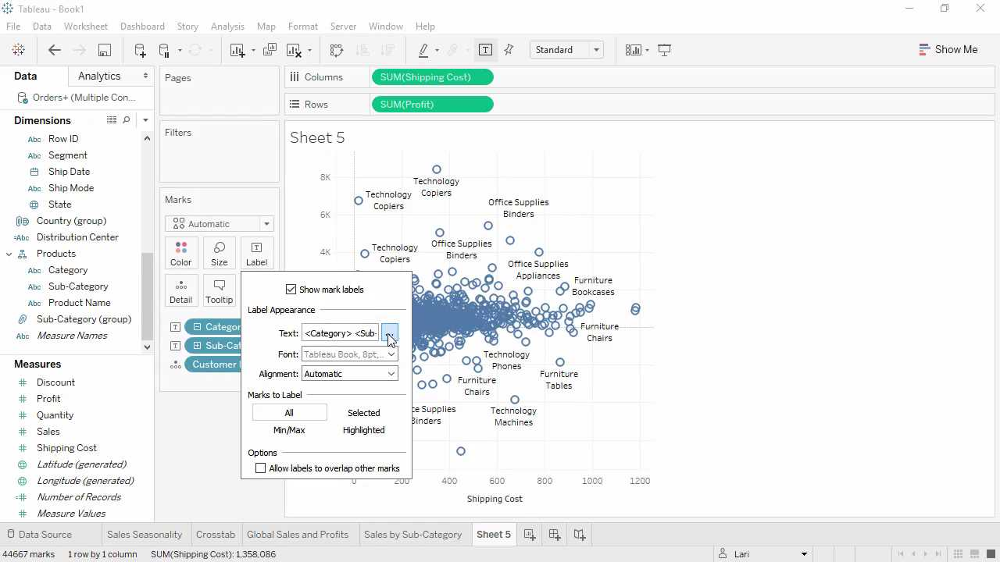 Tableau - Book1
File Data Worksheet Dashboard Story Analysis Map Format Server Window Help
Standard
Show Me
Data Analytics
Orders+ (Multiple Con...
Dimensions
Abc Row ID
Abc Segment
Ship Date
Abc Ship Mode
State
Country (group)
=Abc Distribution Center
Products
Abc Category
Abc Sub-Category
Abc Product Name
Sub-Category (group)
Abc Measure Names
Measures
# Discount
# Profit
# Quantity
# Sales
# Shipping Cost
Latitude (generated)
Longitude (generated)
=# Number of Records
# Measure Values
Pages
Filters
Marks
Automatic
Color Size Label
Detail Tooltip
Categor
Sub-Cat
Customer
Show mark labels
Label Appearance
Text: <Category> <Sub-
...
Font: Tableau Book, 8pt,...
Alignment: Automatic
Marks to Label
All Selected
Min/Max Highlighted
Options
Allow labels to overlap other marks
Columns SUM(Shipping Cost)
Rows SUM(Profit)
Sheet 5
8K
6K
4K
Technology
Copiers
Technology
Copiers
Office Supplies
Binders
Technology
Copiers
Office Supplies
Binders
Office Supplies
Appliances
Furniture
Bookcases
Furniture
Chairs
Technology
Phones
Furniture
Tables
Furniture
Chairs
Supplies
Binders
Technology
Machines
0 200 400 600 800 1000 1200
Shipping Cost
Data Source Sales Seasonality Crosstab Global Sales and Profits Sales by Sub-Category Sheet 5
44667 marks 1 row by 1 column SUM(Shipping Cost): 1,358,086 Lari